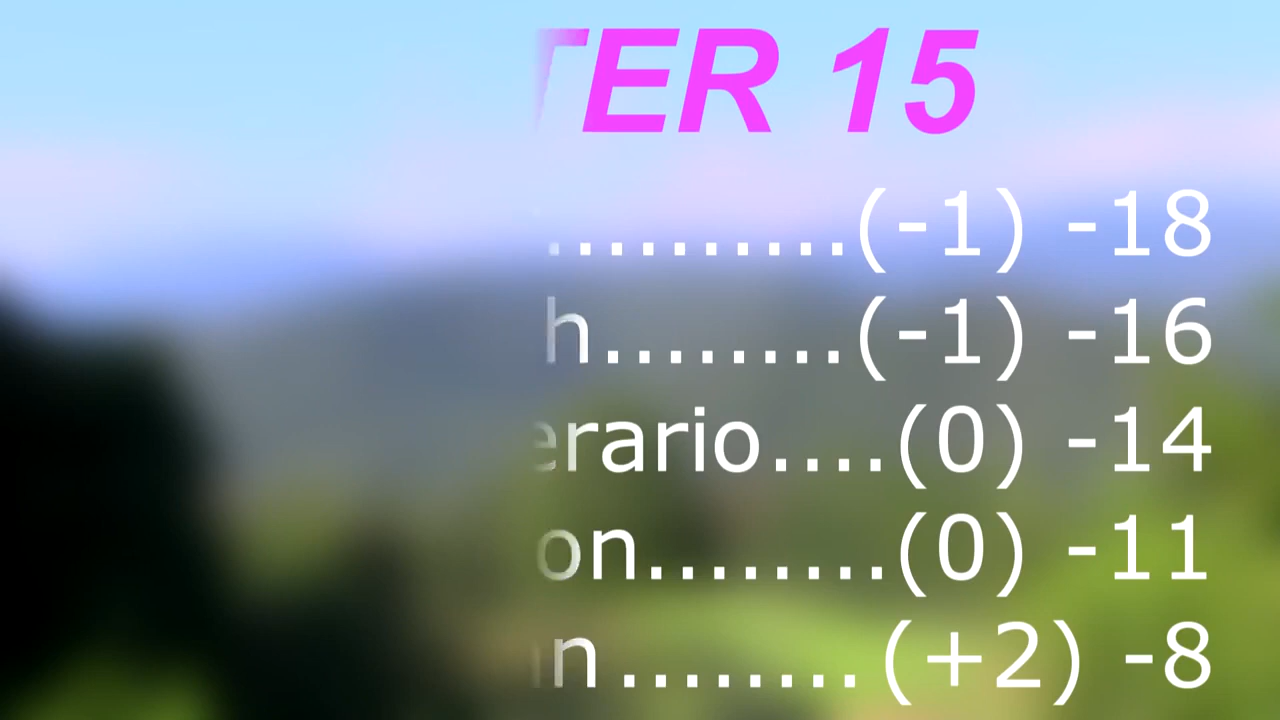 TER 15
..........(-1) -18
h........(-1) -16
erario....(0) -14
on........(0) -11
n........(+2) -8